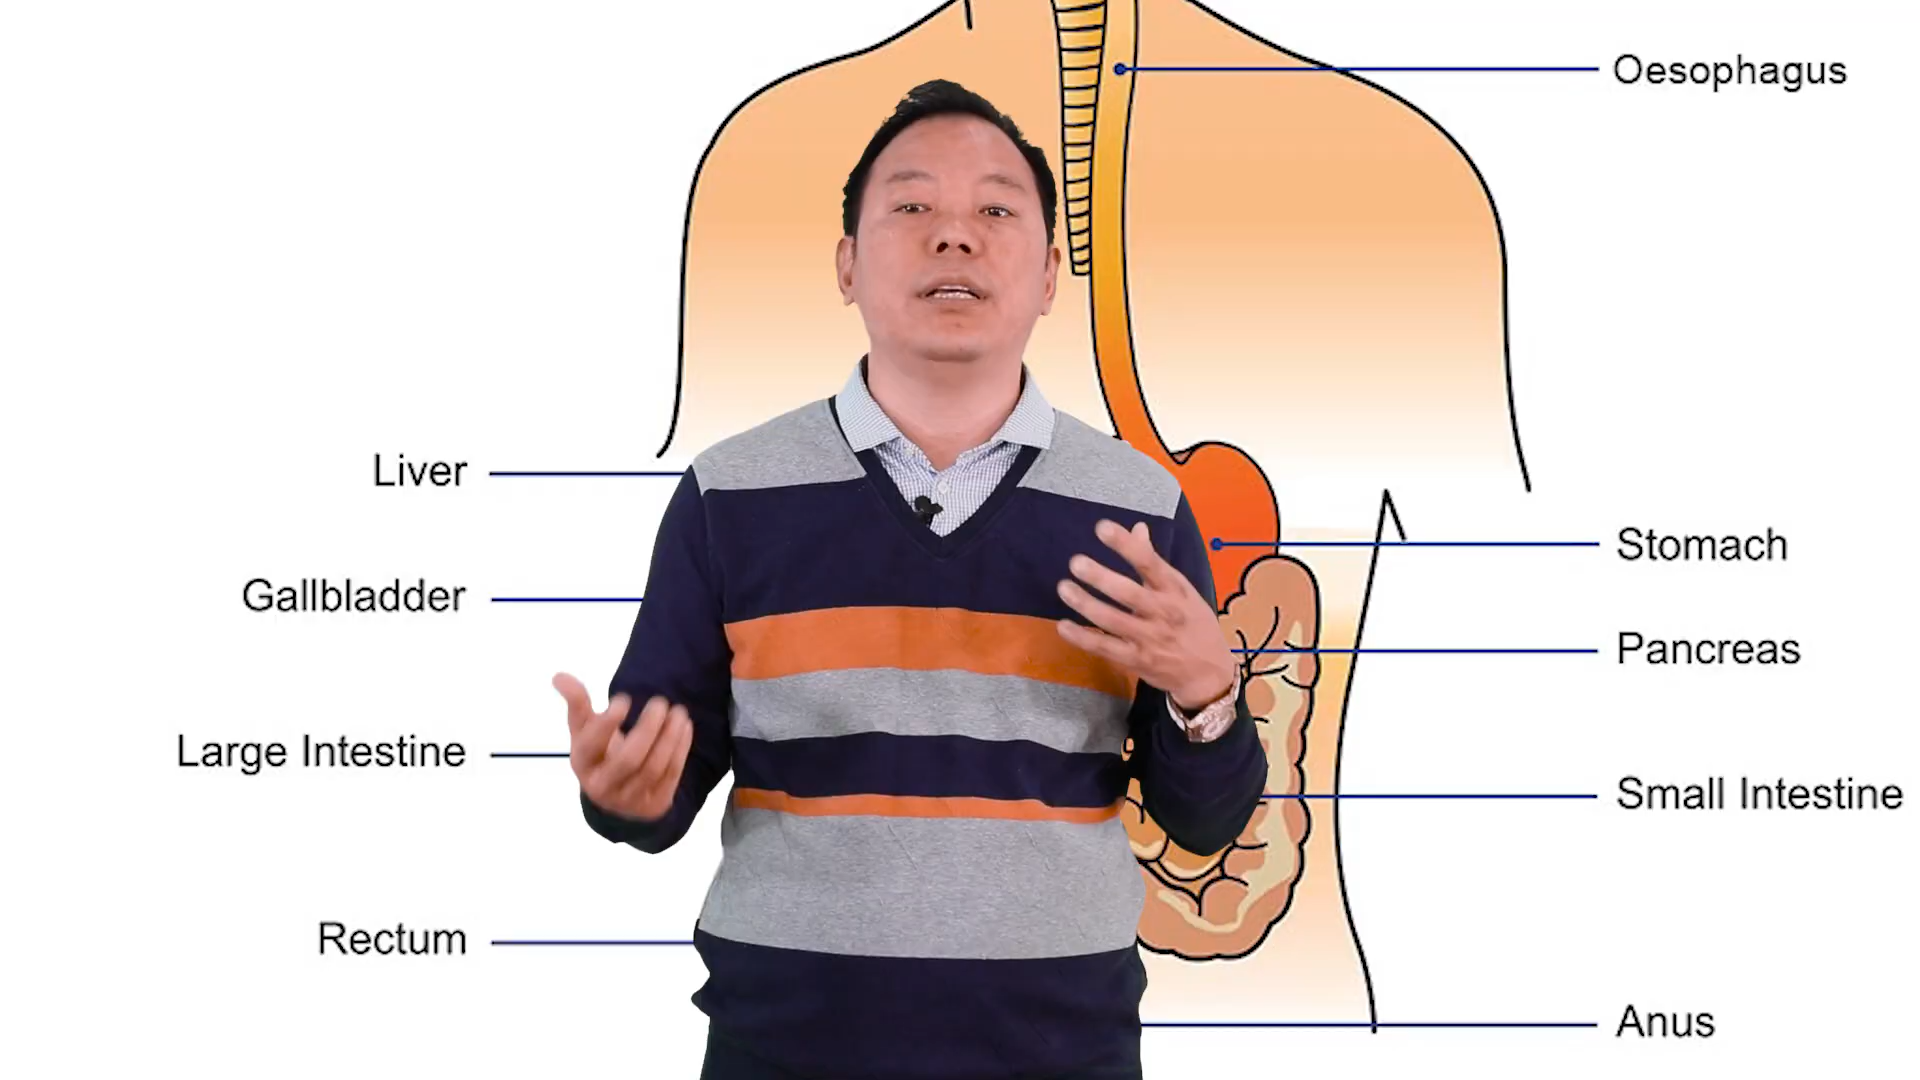 Oesophagus
Liver
Stomach
Gallbladder
Pancreas
Large Intestine
Small Intestine
Rectum
Anus